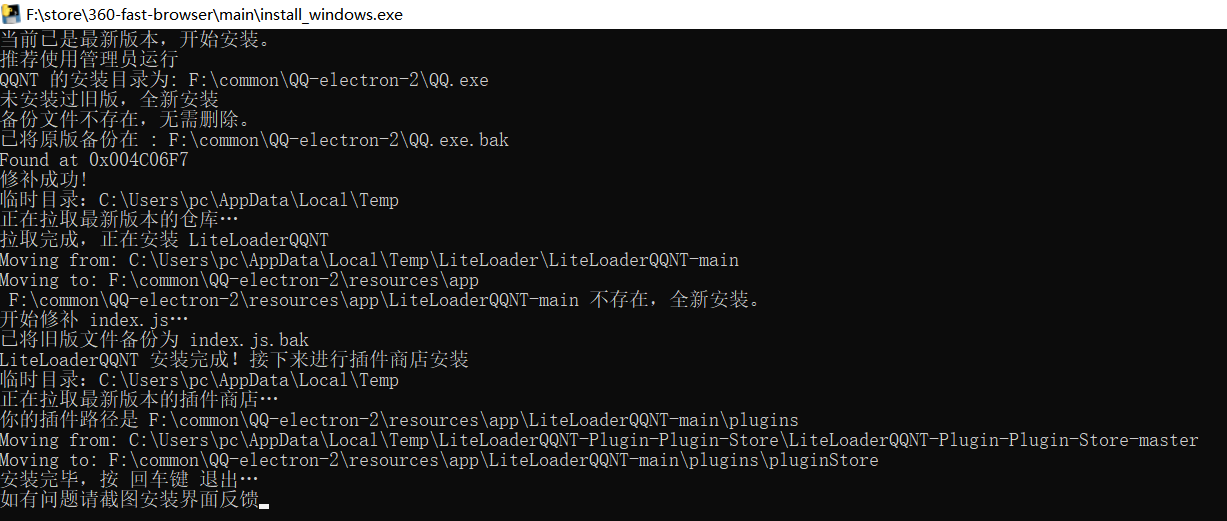 F:\store\360-fast-browser\main\install_windows.exe
当前已是最新版本，开始安装。
推荐使用管理员运行
QQNT 的安装目录为: F:\common\QQ-electron-2\QQ.exe
未安装过旧版，全新安装
备份文件不存在，无需删除。
已将原版备份在 : F:\common\QQ-electron-2\QQ.exe.bak
Found at 0x004C06F7
修补成功!
临时目录：C:\Users\pc\AppData\Local\Temp
正在拉取最新版本的仓库…
拉取完成，正在安装 LiteLoaderQQNT
Moving from: C:\Users\pc\AppData\Local\Temp\LiteLoader\LiteLoaderQQNT-main
Moving to: F:\common\QQ-electron-2\resources\app
F:\common\QQ-electron-2\resources\app\LiteLoaderQQNT-main 不存在，全新安装。
开始修补 index.js…
已将旧版文件备份为 index.js.bak
LiteLoaderQQNT 安装完成！接下来进行插件商店安装
临时目录：C:\Users\pc\AppData\Local\Temp
正在拉取最新版本的插件商店…
你的插件路径是 F:\common\QQ-electron-2\resources\app\LiteLoaderQQNT-main\plugins
Moving from: C:\Users\pc\AppData\Local\Temp\LiteLoaderQQNT-Plugin-Plugin-Store\LiteLoaderQQNT-Plugin-Plugin-Store-master
Moving to: F:\common\QQ-electron-2\resources\app\LiteLoaderQQNT-main\plugins\pluginStore
安装完毕，按 回车键 退出…
如有问题请截图安装界面反馈